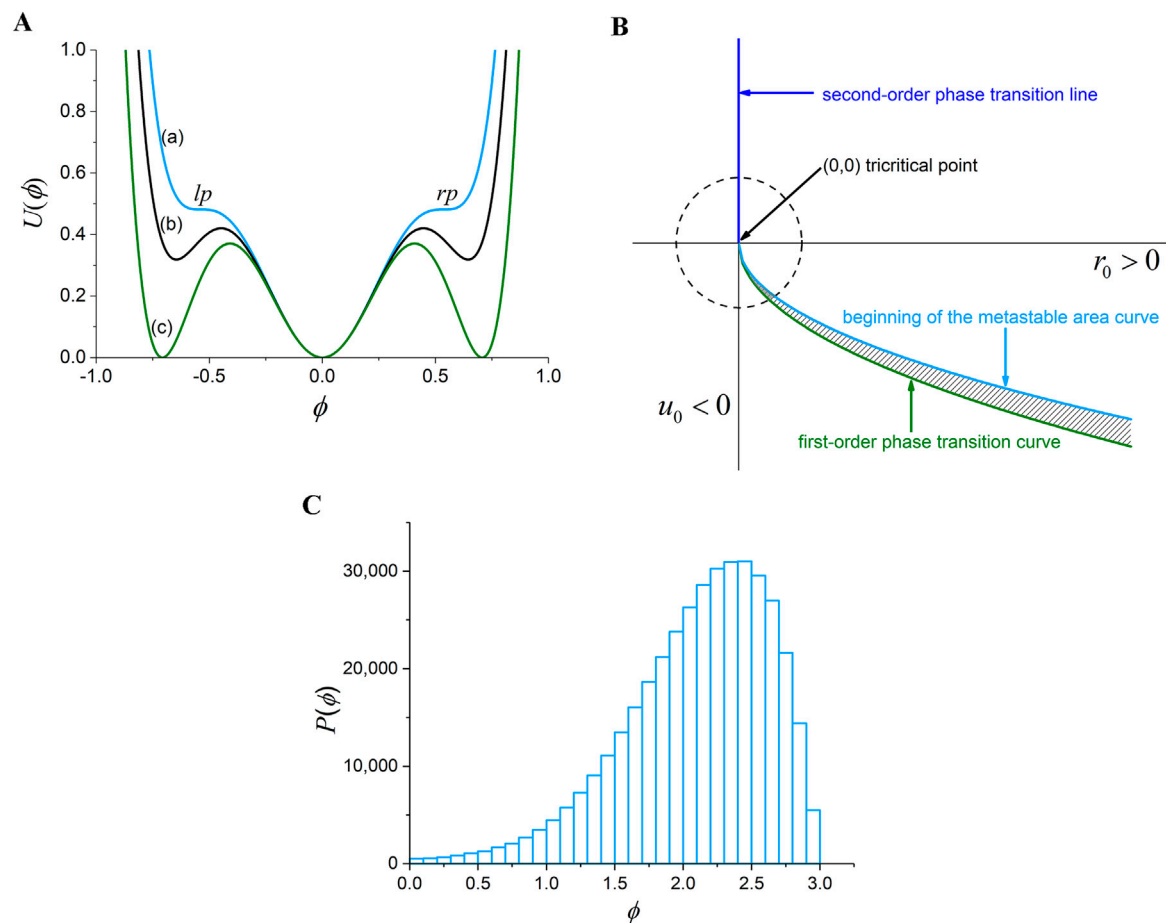 A
U(ϕ)
1.0
0.8
0.6
0.4
0.2
0.0
(a)
(b)
(c)
lp
rp
-1.0
-0.5
0.0
0.5
1.0
ϕ
B
second-order phase transition line
(0,0) tricritical point
r₀ > 0
beginning of the metastable area curve
u₀ < 0
first-order phase transition curve
C
P(ϕ)
30,000
20,000
10,000
0
0.0
0.5
1.0
1.5
2.0
2.5
3.0
ϕ